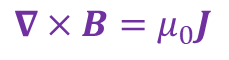 ∇ × B = μ₀J